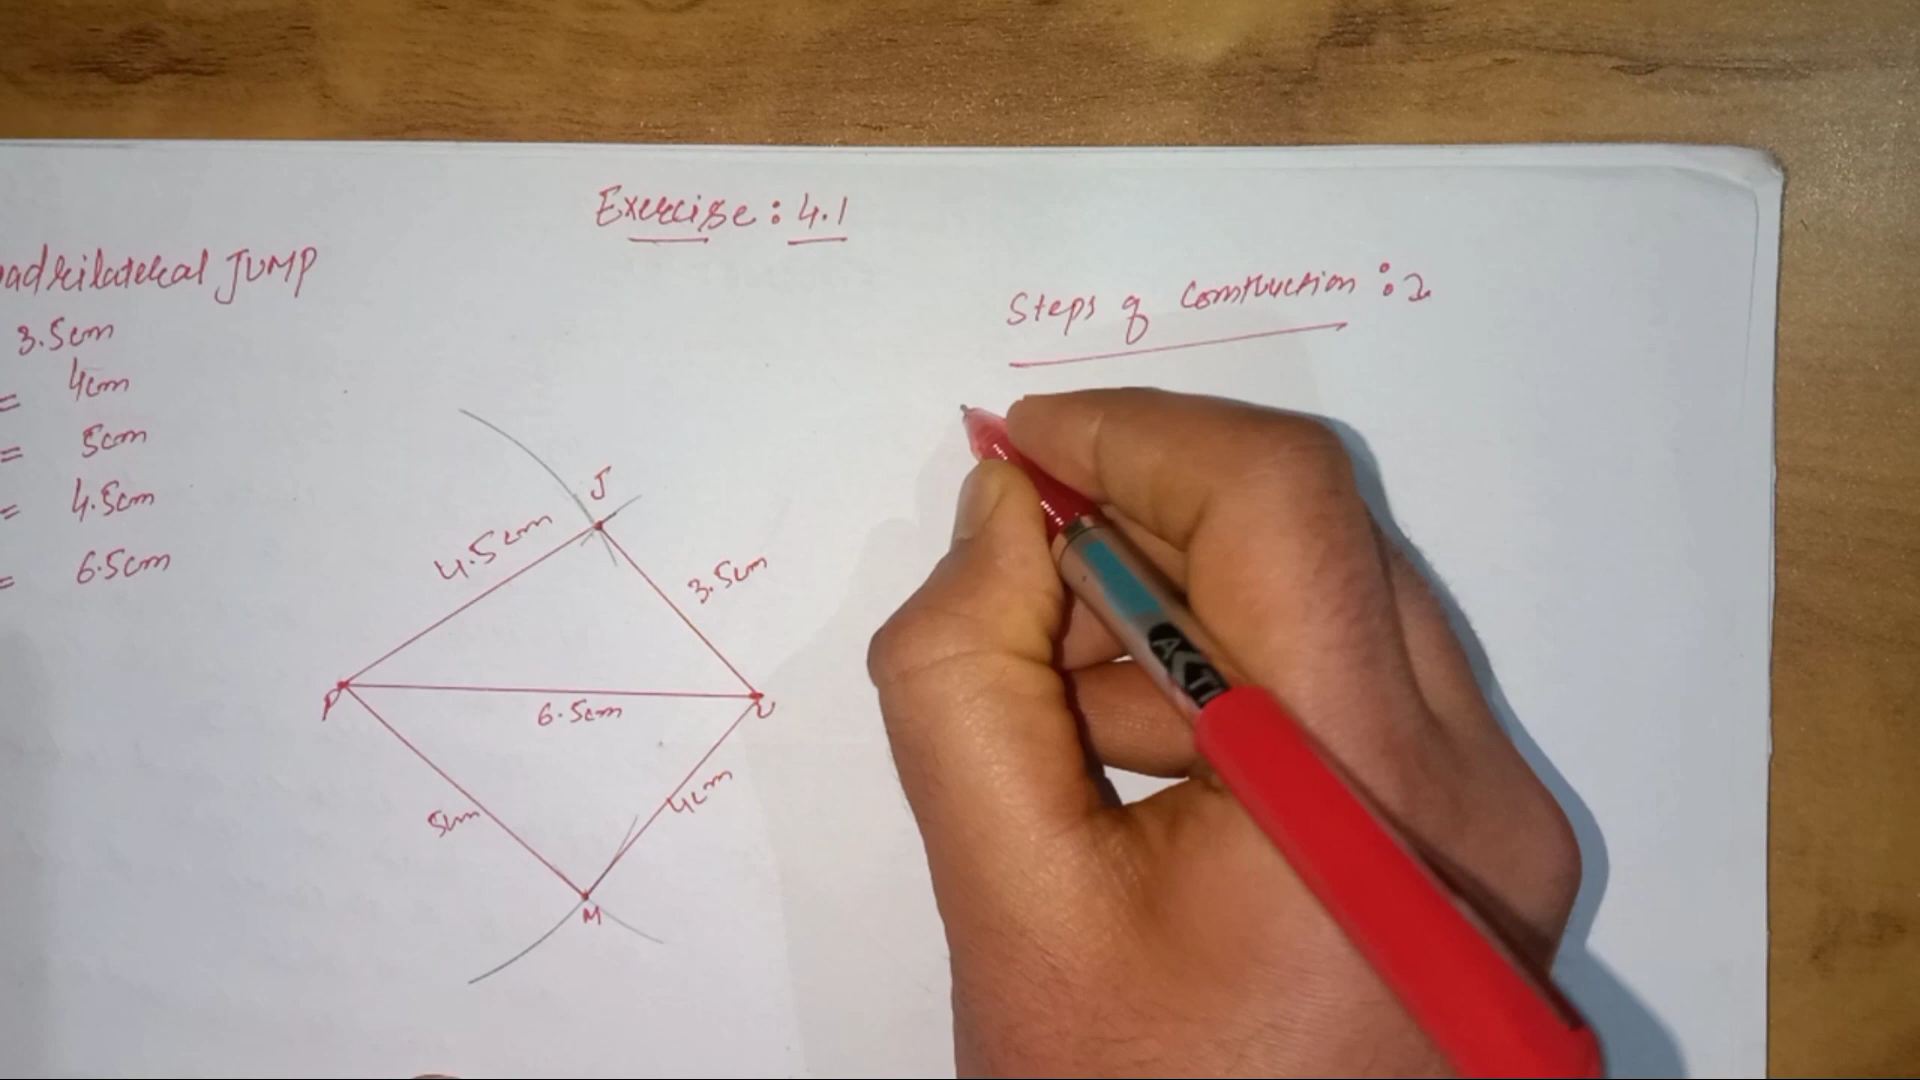 Exercise : 4.1
uadrilateral JUMP
3.5cm
= 4cm
= 5cm
= 4.5cm
= 6.5cm
Steps of Construction :2
J
4.5cm
3.5cm
P
6.5cm
U
5cm
4cm
M